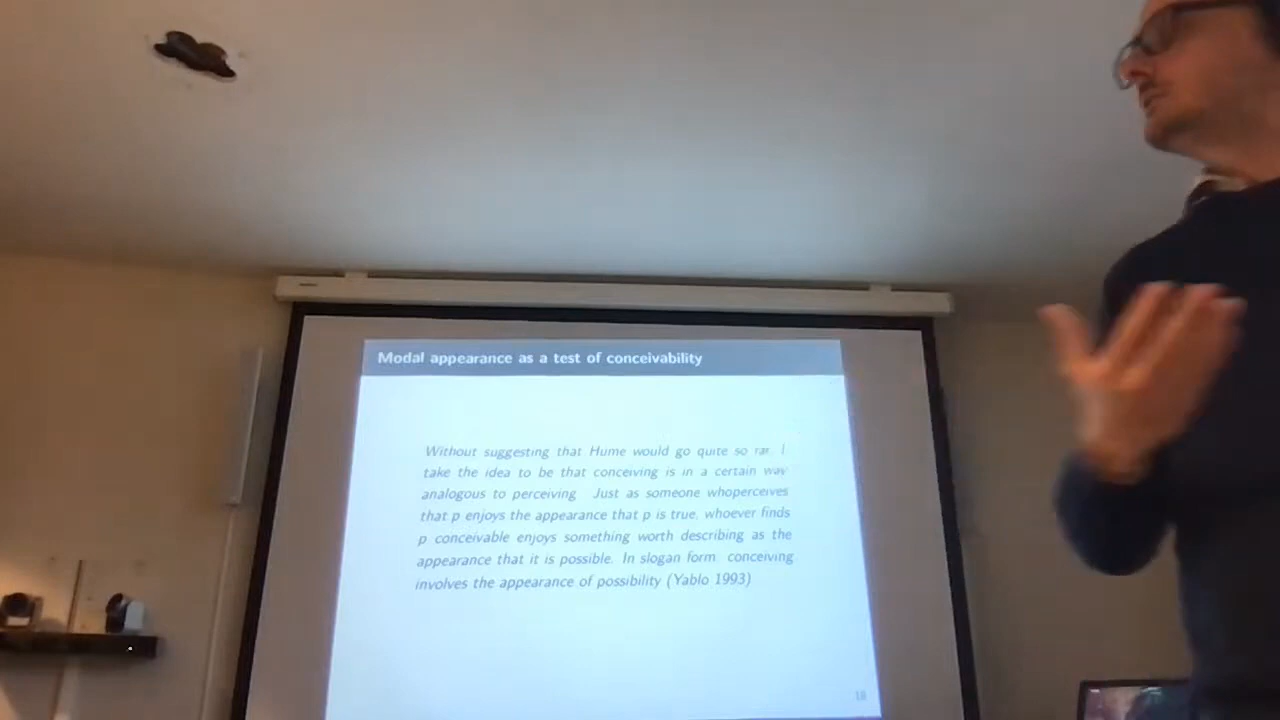 Modal appearance as a test of conceivability
Without suggesting that Hume would go quite so far, I
take the idea to be that conceiving is in a certain way
analogous to perceiving. Just as someone whoperceives
that p enjoys the appearance that p is true, whoever finds
p conceivable enjoys something worth describing as the
appearance that it is possible. In slogan form: conceiving
involves the appearance of possibility (Yablo 1993)